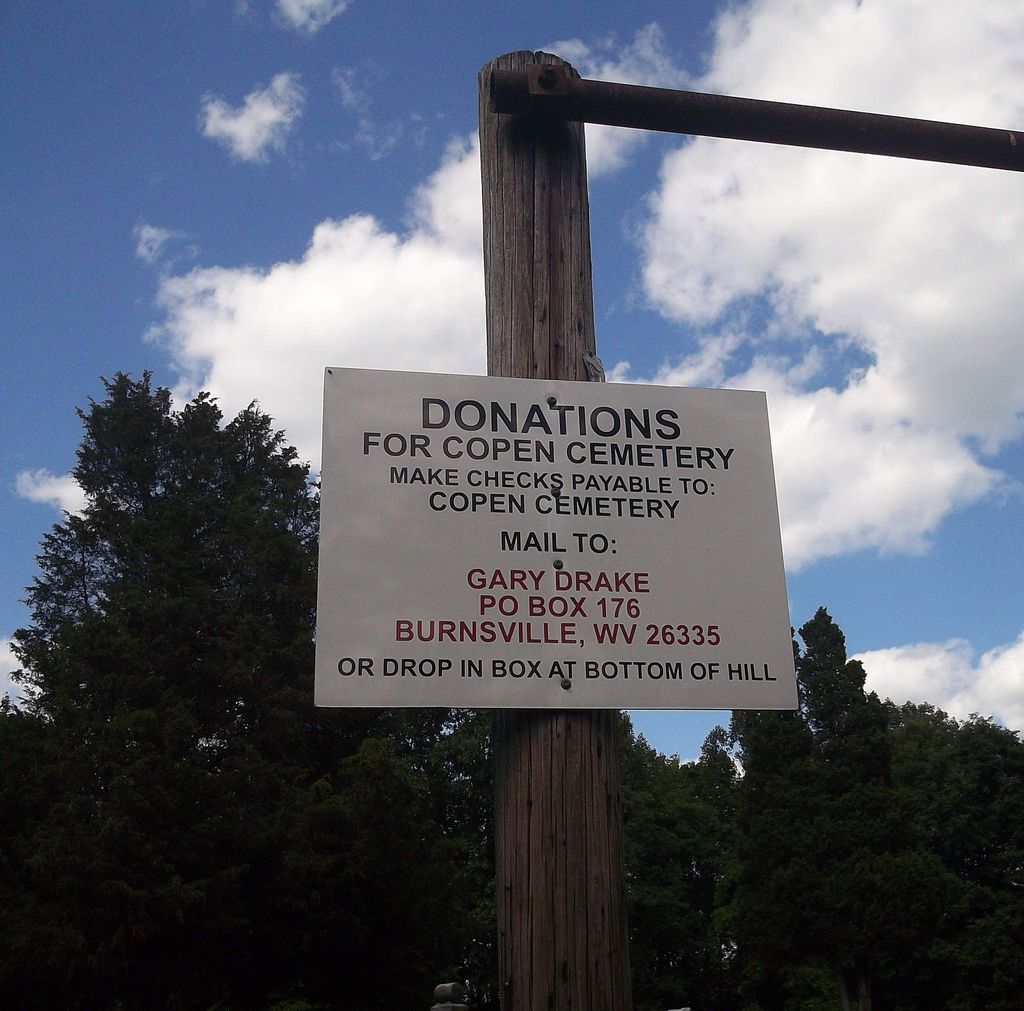 DONATIONS
FOR COPEN CEMETERY
MAKE CHECKS PAYABLE TO:
COPEN CEMETERY
MAIL TO:
GARY DRAKE
PO BOX 176
BURNSVILLE, WV 26335
OR DROP IN BOX AT BOTTOM OF HILL